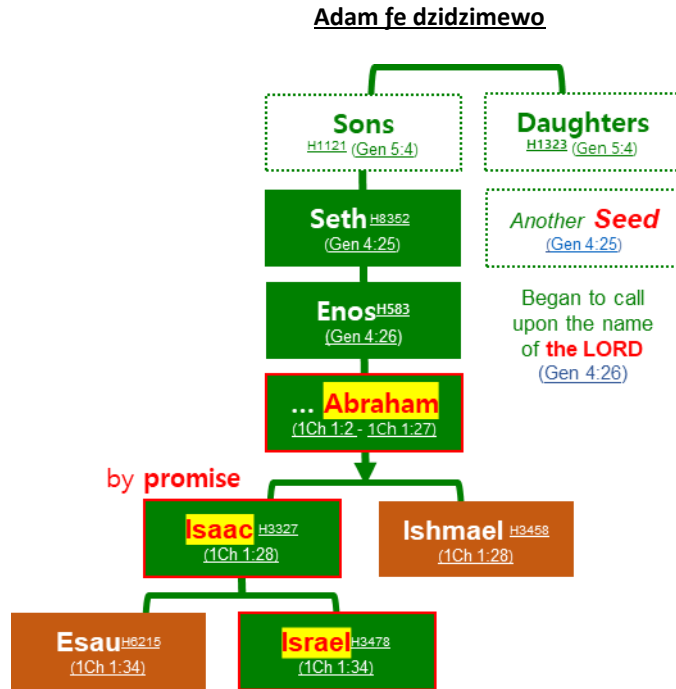 Adam ƒe dzidzimewo
Sons
H1121 (Gen 5:4)
Daughters
H1323 (Gen 5:4)
Seth H8352
(Gen 4:25)
Another Seed
(Gen 4:25)
Enos H583
(Gen 4:26)
Began to call
upon the name
of the LORD
(Gen 4:26)
... Abraham
(1Ch 1:2 - 1Ch 1:27)
by promise
Isaac H3327
(1Ch 1:28)
Ishmael H3458
(1Ch 1:28)
Esau H6215
(1Ch 1:34)
Israel H3478
(1Ch 1:34)